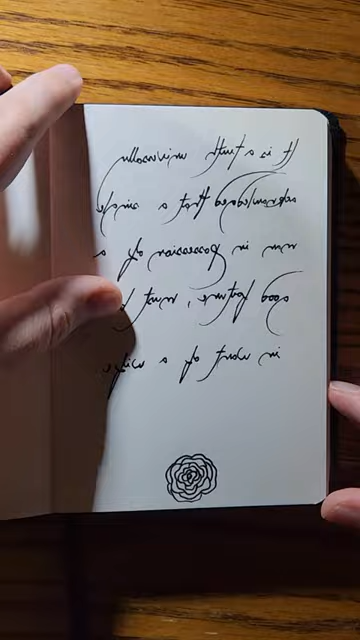 It is a truth universally
acknowledged that a single
man in possession of a
good fortune, must
in want of a wife